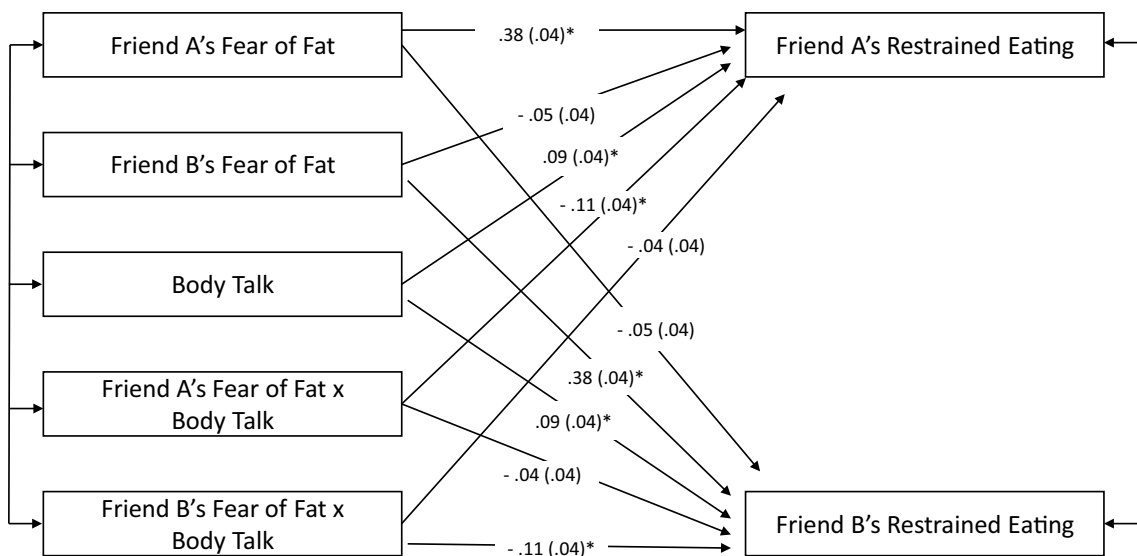 Friend A’s Fear of Fat
.38 (.04)*
Friend A’s Restrained Eating
- .05 (.04)
Friend B’s Fear of Fat
.09 (.04)*
- .11 (.04)*
- .04 (.04)
Body Talk
- .05 (.04)
.38 (.04)*
Friend A’s Fear of Fat x
Body Talk
.09 (.04)*
- .04 (.04)
Friend B’s Fear of Fat x
Body Talk
- .11 (.04)*
Friend B’s Restrained Eating